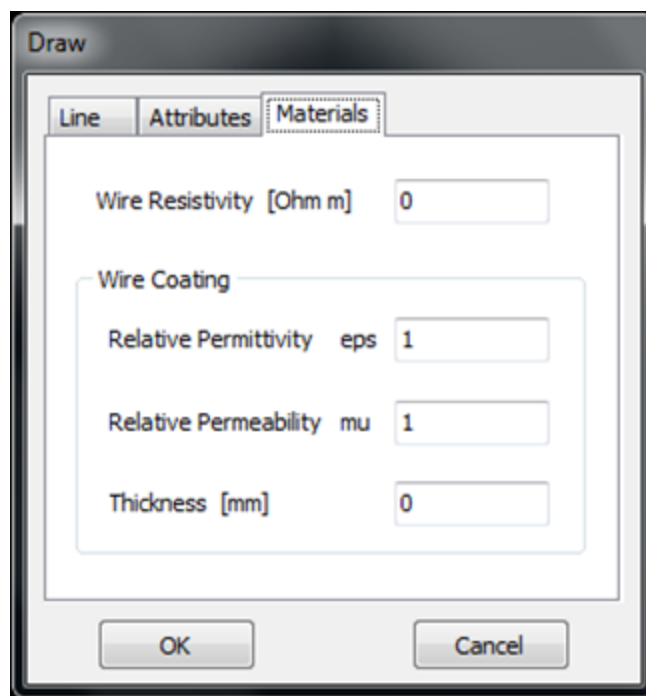 Draw
Line Attributes Materials
Wire Resistivity [Ohm m] 0
Wire Coating
Relative Permittivity eps 1
Relative Permeability mu 1
Thickness [mm] 0
OK Cancel